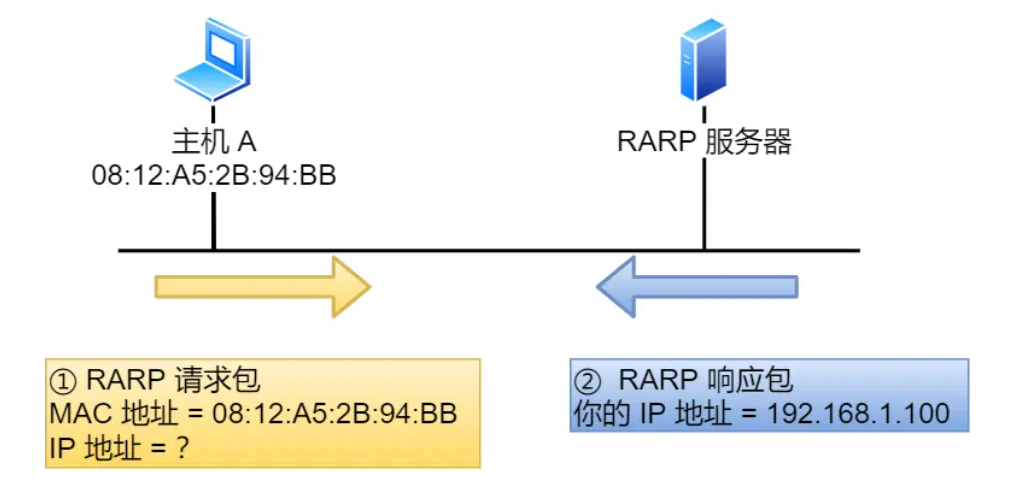 主机 A
08:12:A5:2B:94:BB
RARP 服务器
① RARP 请求包
MAC 地址 = 08:12:A5:2B:94:BB
IP 地址 = ？
② RARP 响应包
你的 IP 地址 = 192.168.1.100